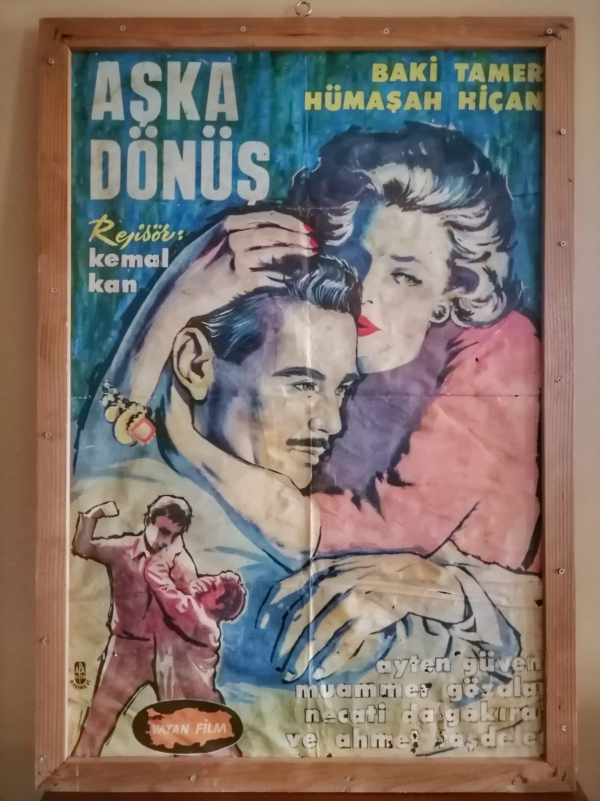 AŞKA
DÖNÜŞ
BAKİ TAMER
HÜMAŞAH HİÇAN
Rejisör:
kemal
kan
ayten güven
muammer gözala
necati
ve ahmet
VATAN FİLM